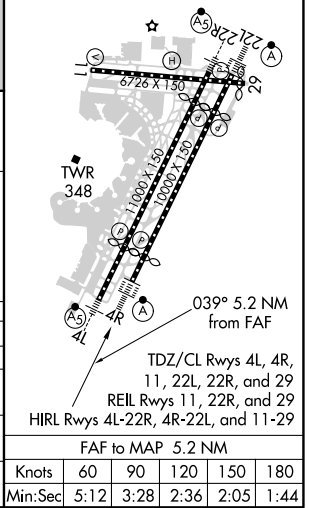 A5
22R
22L
A
H
V
P
11
6726 X 150
29
P
P
TWR
348
11000 X 150
10000 X 150
P
P
A5
4L
4R
A
039° 5.2 NM
from FAF
TDZ/CL Rwys 4L, 4R,
11, 22L, 22R, and 29
REIL Rwys 11, 22R, and 29
HIRL Rwys 4L-22R, 4R-22L, and 11-29
FAF to MAP 5.2 NM
Knots 60 90 120 150 180
Min:Sec 5:12 3:28 2:36 2:05 1:44